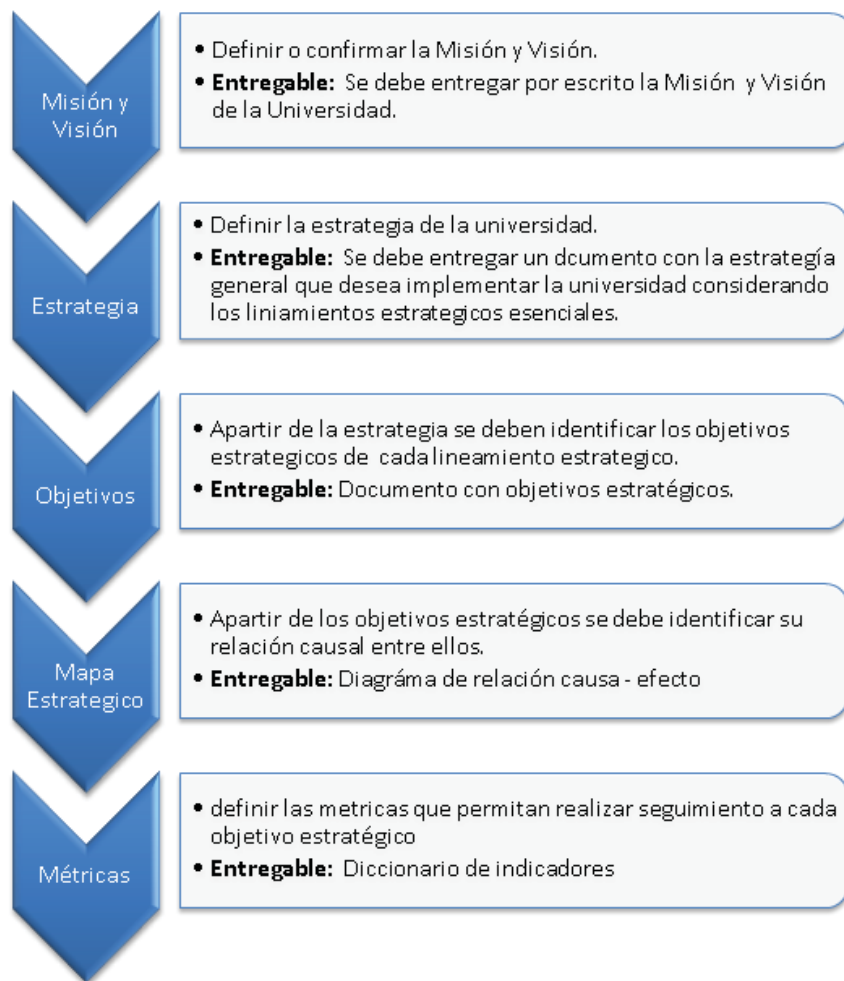 Misión y
Visión
• Definir o confirmar la Misión y Visión.
• Entregable: Se debe entregar por escrito la Misión y Visión
de la Universidad.
Estrategia
• Definir la estrategia de la universidad.
• Entregable: Se debe entregar un dcumento con la estrategía
general que desea implementar la universidad considerando
los liniamientos estrategicos esenciales.
Objetivos
• Apartir de la estrategia se deben identificar los objetivos
estrategicos de cada lineamiento estrategico.
• Entregable: Documento con objetivos estratégicos.
Mapa
Estrategico
• Apartir de los objetivos estratégicos se debe identificar su
relación causal entre ellos.
• Entregable: Diagráma de relación causa - efecto
Métricas
• definir las metricas que permitan realizar seguimiento a cada
objetivo estratégico
• Entregable: Diccionario de indicadores